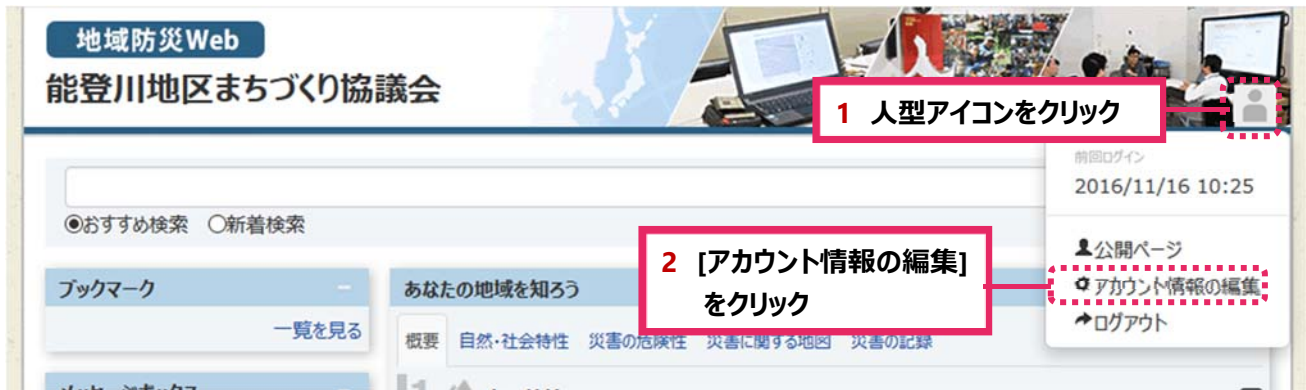 地域防災Web
能登川地区まちづくり協議会
1 人型アイコンをクリック
前回ログイン
2016/11/16 10:25
●おすすめ検索 ○新着検索
2 [アカウント情報の編集]
をクリック
公開ページ
アカウント情報の編集
ログアウト
ブックマーク
一覧を見る
あなたの地域を知ろう
概要 自然・社会特性 災害の危険性 災害に関する地図 災害の記録